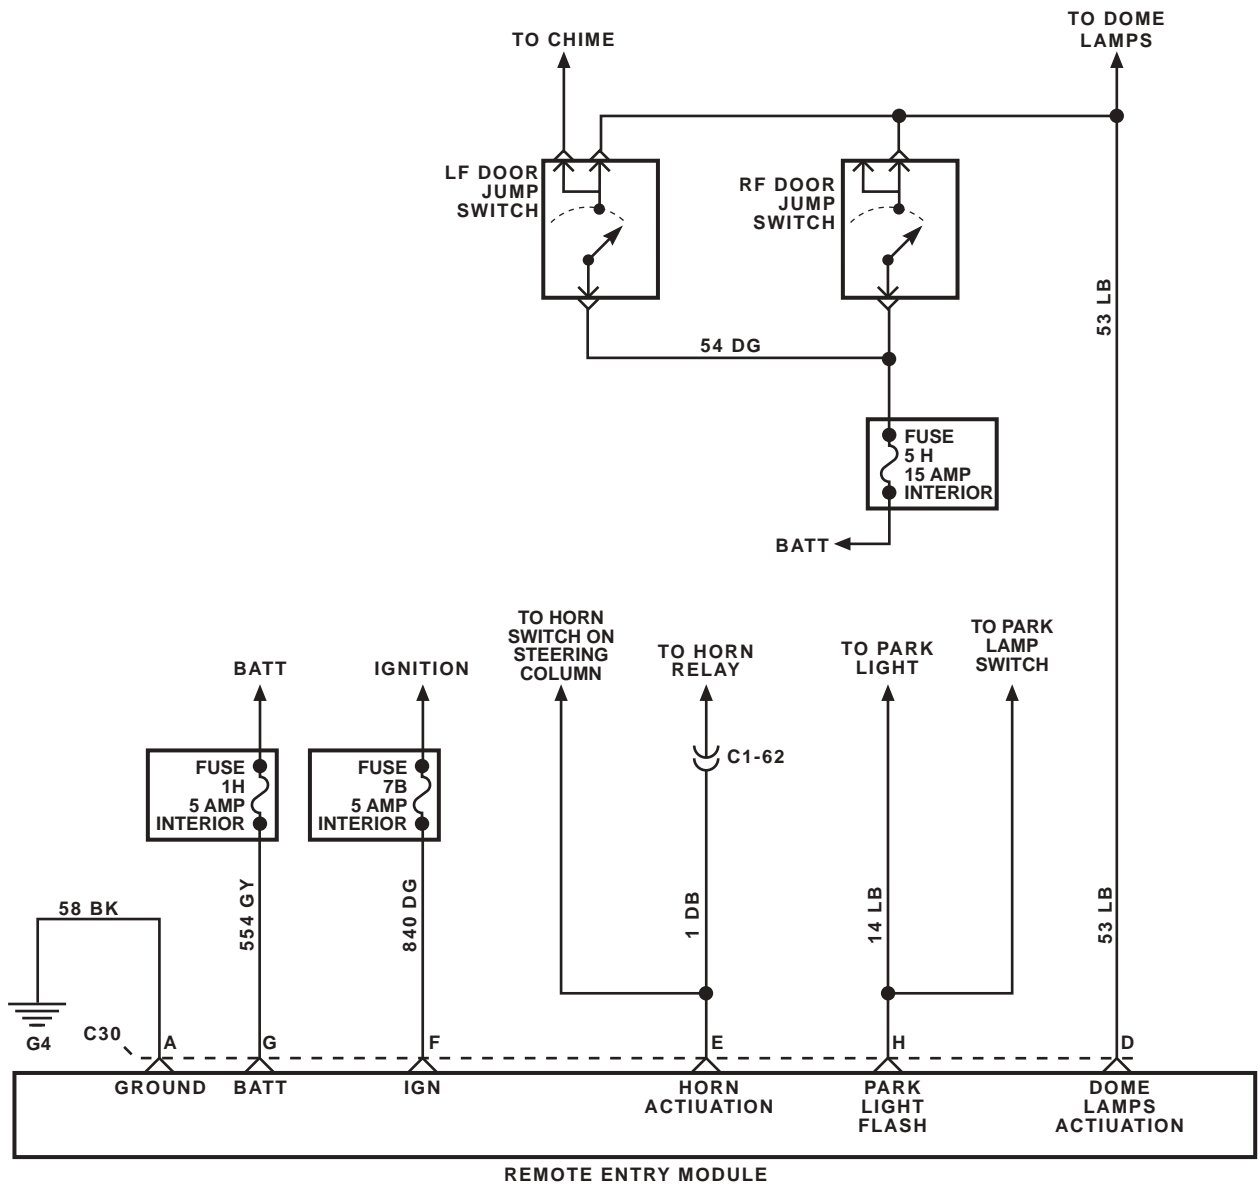 TO DOME
LAMPS
TO CHIME
LF DOOR
JUMP
SWITCH
RF DOOR
JUMP
SWITCH
53 LB
54 DG
FUSE
5 H
15 AMP
INTERIOR
BATT
TO HORN
SWITCH ON
STEERING
COLUMN
TO HORN
RELAY
TO PARK
LIGHT
TO PARK
LAMP
SWITCH
BATT
IGNITION
C1-62
FUSE
1H
5 AMP
INTERIOR
FUSE
7B
5 AMP
INTERIOR
58 BK
554 GY
840 DG
1 DB
14 LB
53 LB
G4
C30
A
G
F
E
H
D
GROUND
BATT
IGN
HORN
ACTIUATION
PARK
LIGHT
FLASH
DOME
LAMPS
ACTIUATION
REMOTE ENTRY MODULE